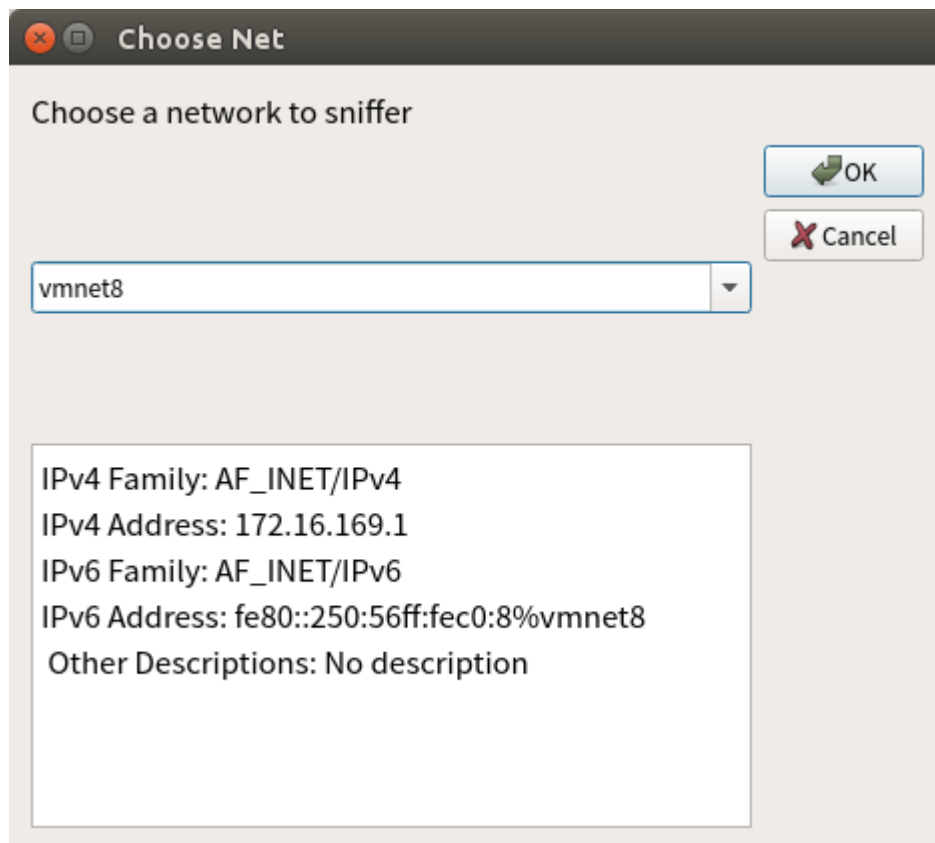 Choose Net
Choose a network to sniffer
OK
Cancel
vmnet8
IPv4 Family: AF_INET/IPv4
IPv4 Address: 172.16.169.1
IPv6 Family: AF_INET/IPv6
IPv6 Address: fe80::250:56ff:fec0:8%vmnet8
Other Descriptions: No description